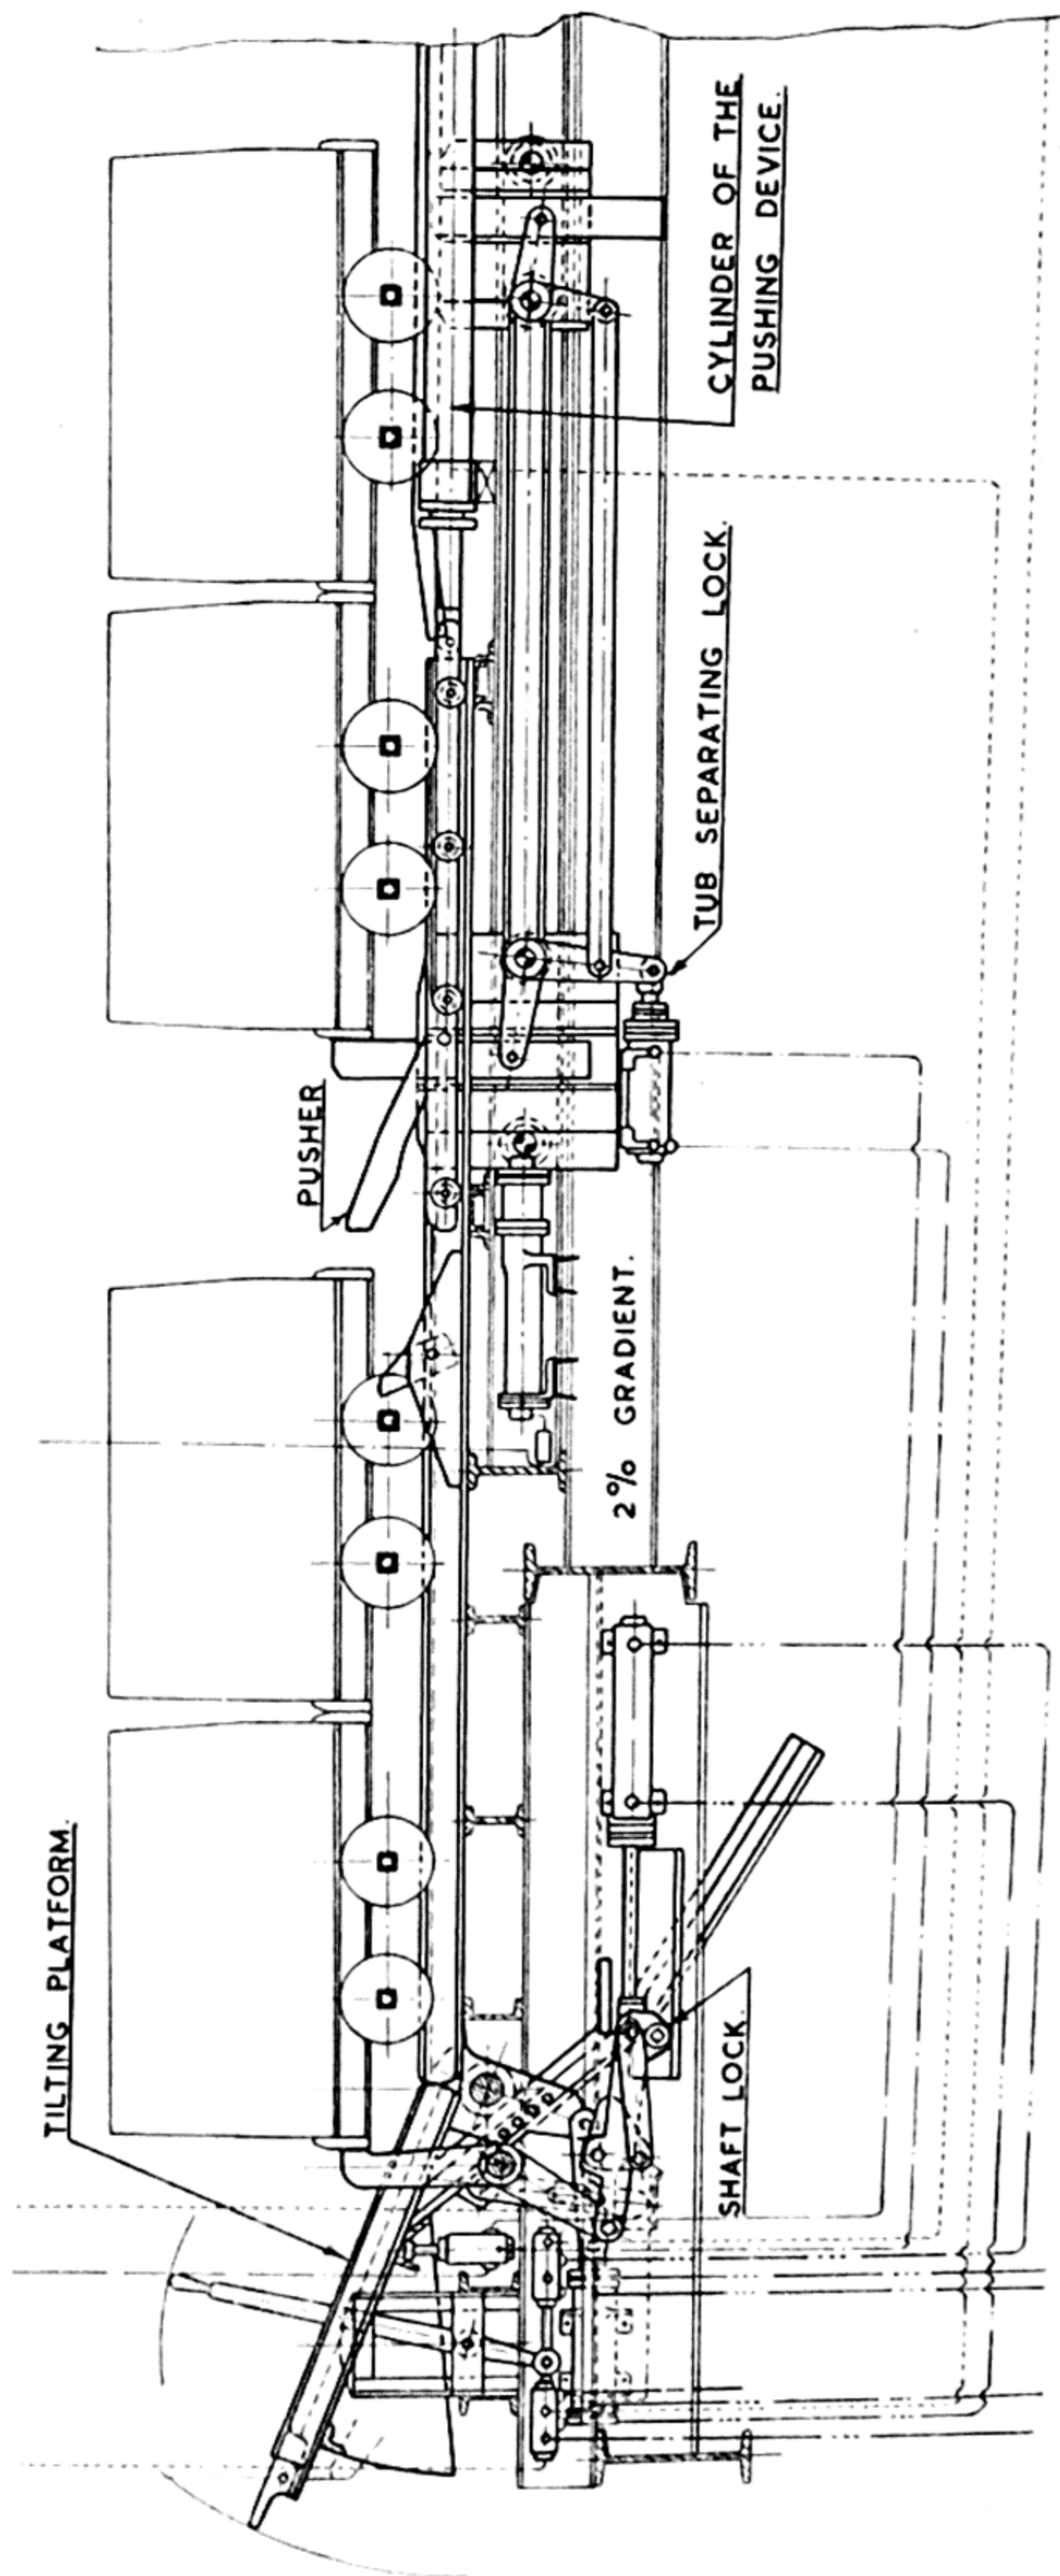 TILTING PLATFORM.
PUSHER
CYLINDER OF THE
PUSHING DEVICE.
TUB SEPARATING LOCK.
2% GRADIENT.
SHAFT LOCK.